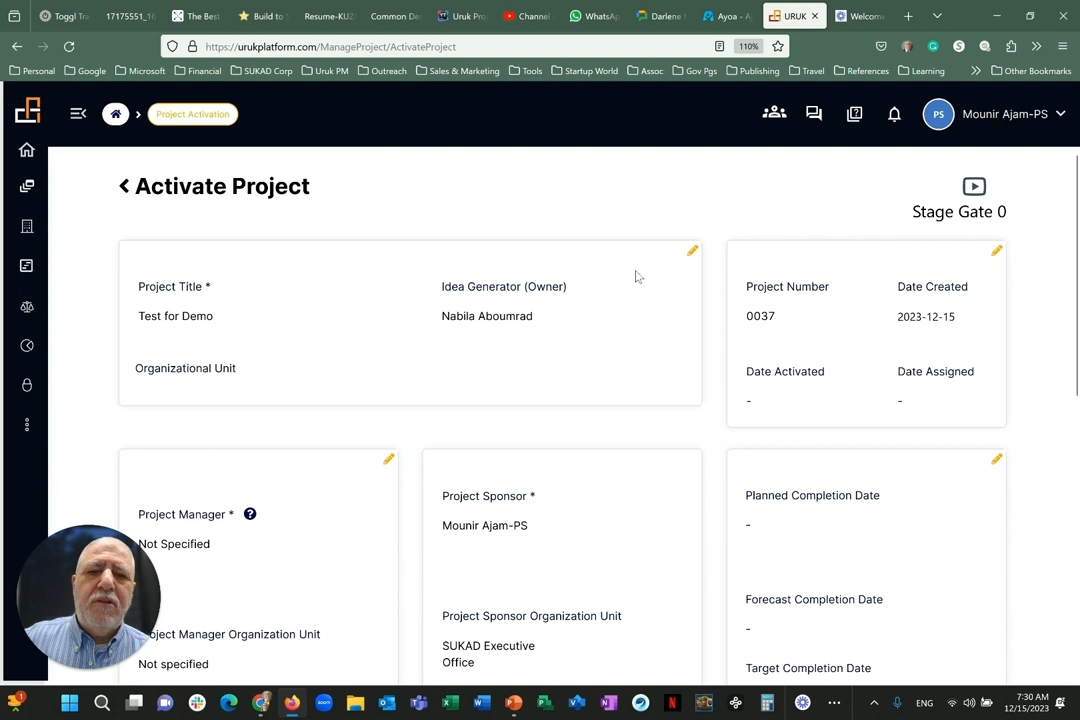 Toggl Tra
17175551_16
The Best
Build to S
Resume-KUZ
Common Des
Uruk Pro
Channel
WhatsAp
Darlene
Ayoa - A
URUK
Welcome
https://urukplatform.com/ManageProject/ActivateProject
110%
Personal
Google
Microsoft
Financial
SUKAD Corp
Uruk PM
Outreach
Sales & Marketing
Tools
Startup World
Assoc
Gov Pgs
Publishing
Travel
References
Learning
Other Bookmarks
Project Activation
PS
Mounir Ajam-PS
Activate Project
Stage Gate 0
Project Title *
Idea Generator (Owner)
Test for Demo
Nabila Aboumrad
Organizational Unit
Project Number
Date Created
0037
2023-12-15
Date Activated
Date Assigned
-
-
Project Manager *
Not Specified
Project Manager Organization Unit
Not specified
Project Sponsor *
Mounir Ajam-PS
Project Sponsor Organization Unit
SUKAD Executive
Office
Planned Completion Date
-
Forecast Completion Date
-
Target Completion Date
ENG
7:30 AM
12/15/2023